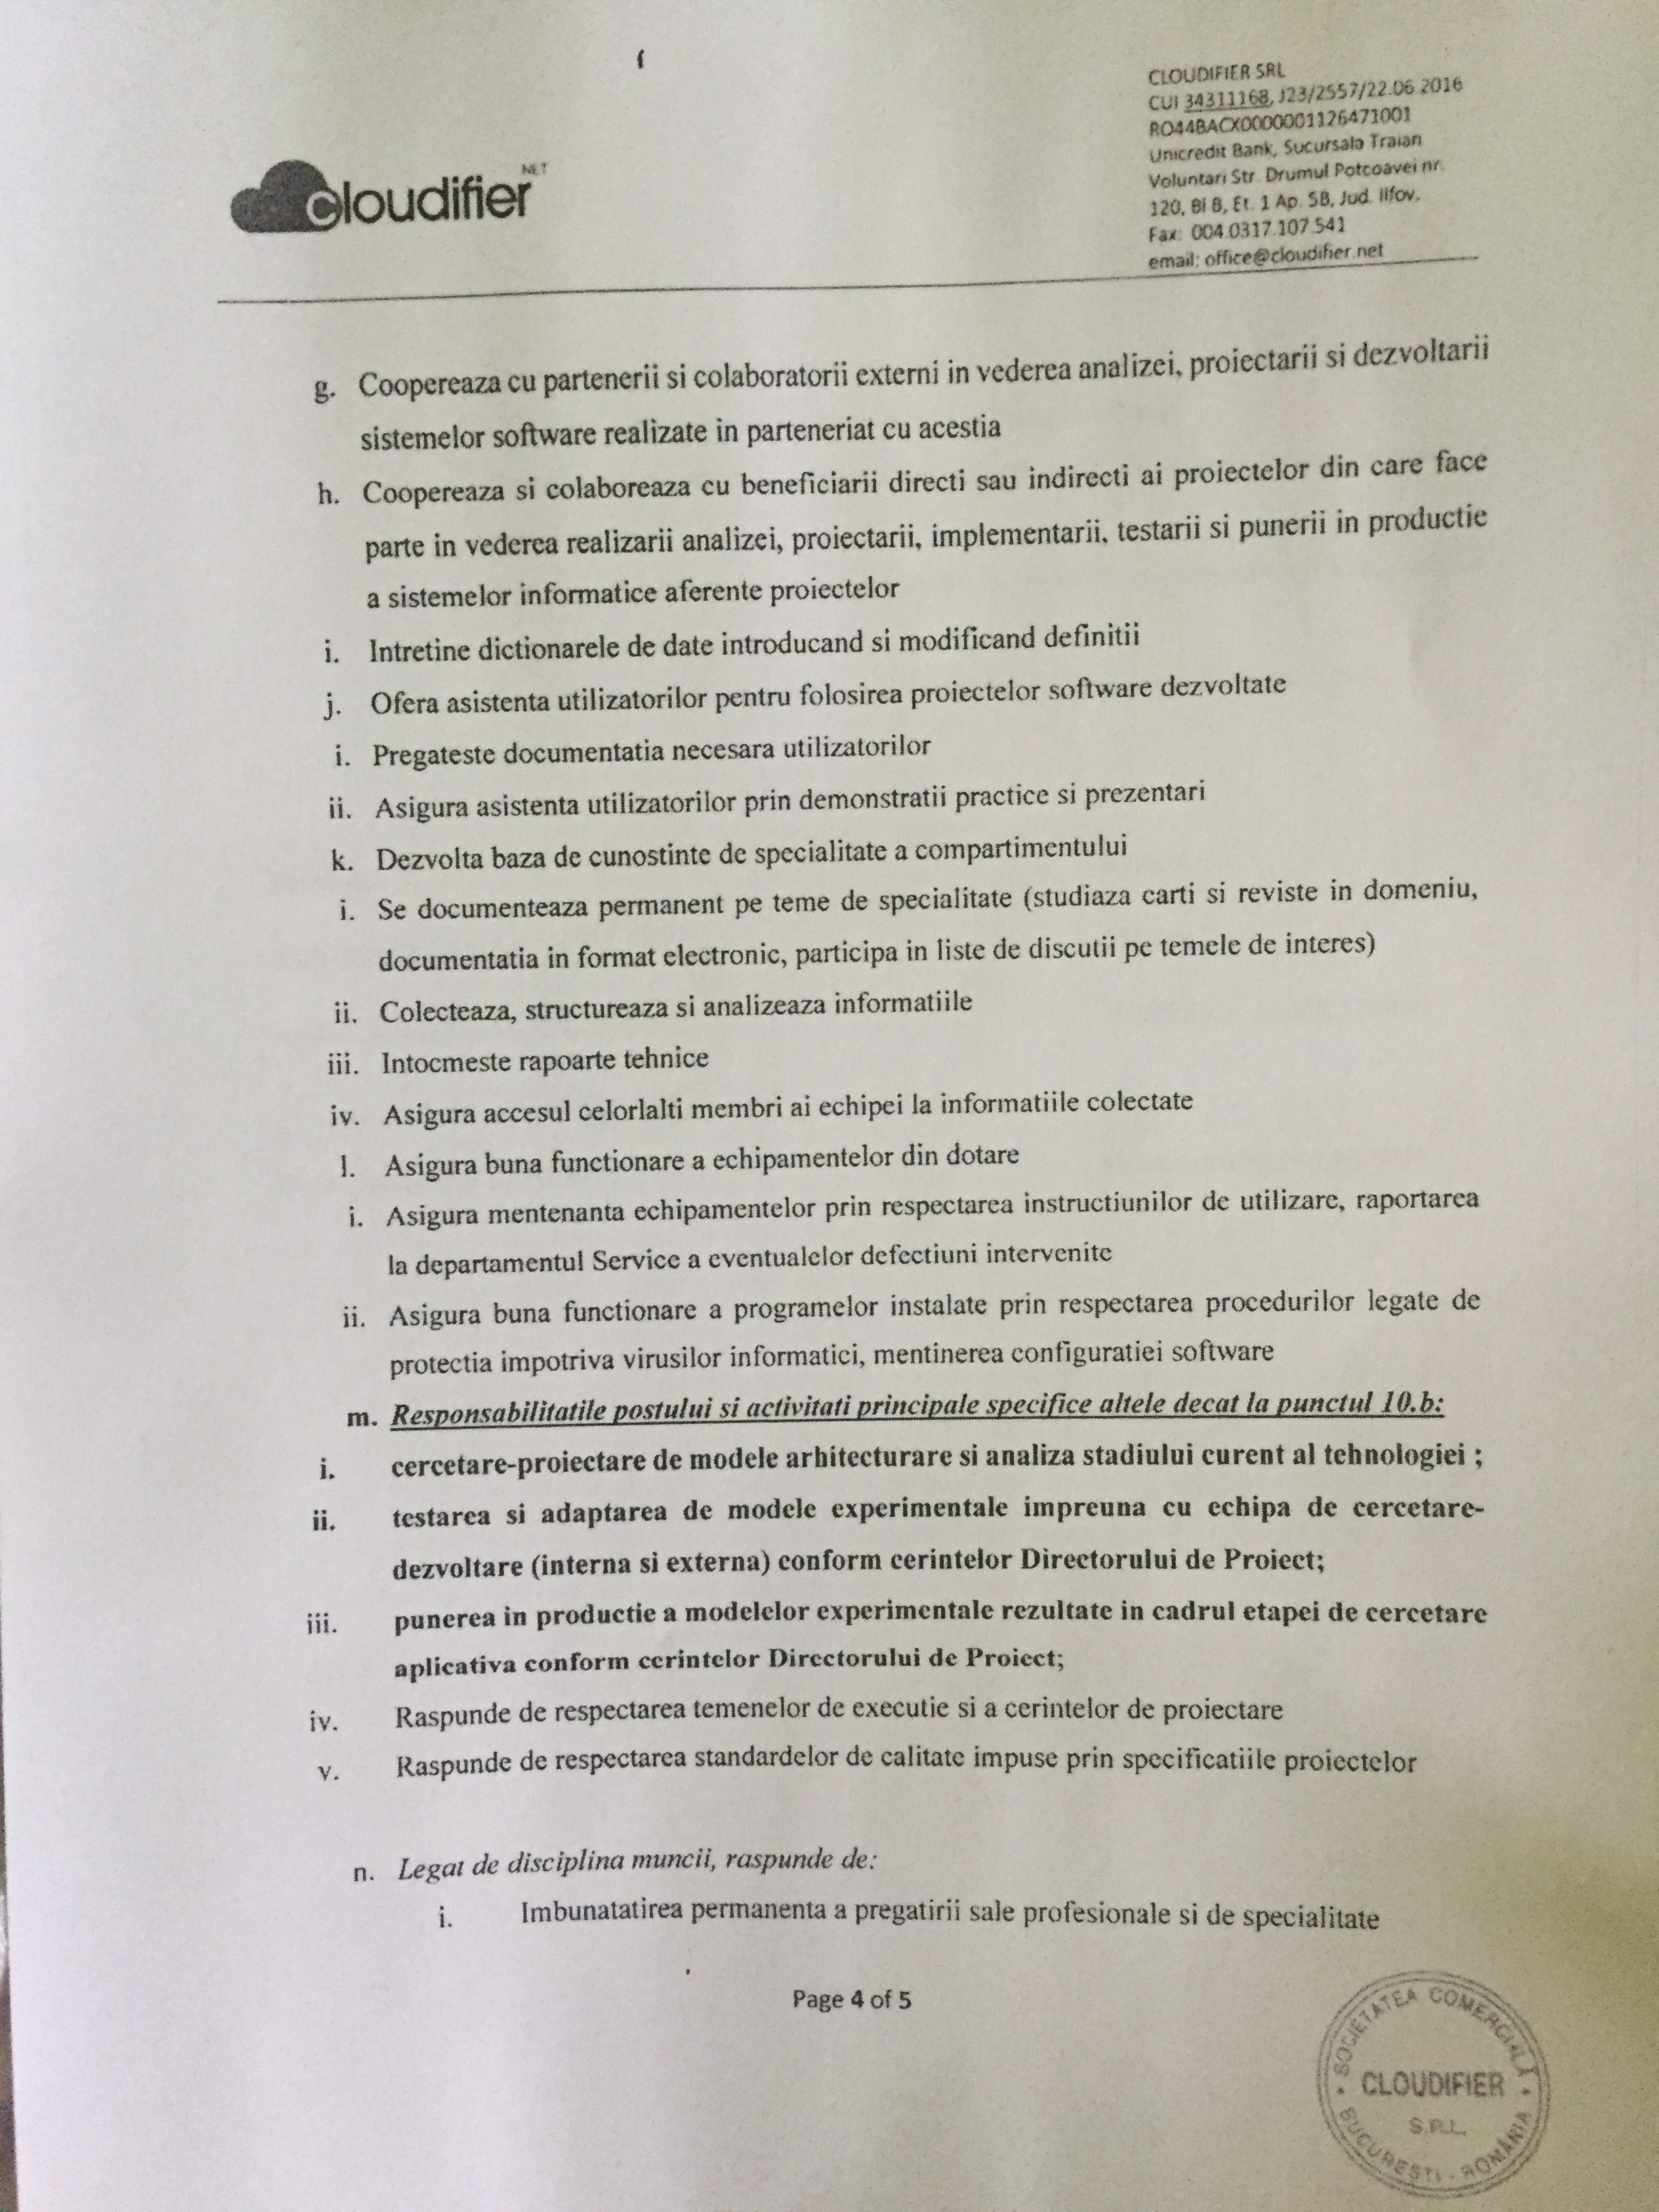 CLOUDIFIER SRL
CUI 34311168, J23/2557/22.06.2016
RO44BACX0000001126471001
Unicredit Bank, Sucursala Traian
Voluntari Str. Drumul Potcoavei nr.
120, Bl 8, Et. 1 Ap. 5B, Jud. Ilfov,
Fax: 004.0317.107.541
email: office@cloudifier.net
cloudifier NET
g. Coopereaza cu partenerii si colaboratorii externi in vederea analizei, proiectarii si dezvoltarii
sistemelor software realizate in parteneriat cu acestia
h. Coopereaza si colaboreaza cu beneficiarii directi sau indirecti ai proiectelor din care face
parte in vederea realizarii analizei, proiectarii, implementarii, testarii si punerii in productie
a sistemelor informatice aferente proiectelor
i. Intretine dictionarele de date introducand si modificand definitii
j. Ofera asistenta utilizatorilor pentru folosirea proiectelor software dezvoltate
i. Pregateste documentatia necesara utilizatorilor
ii. Asigura asistenta utilizatorilor prin demonstratii practice si prezentari
k. Dezvolta baza de cunostinte de specialitate a compartimentului
i. Se documenteaza permanent pe teme de specialitate (studiaza carti si reviste in domeniu,
documentatia in format electronic, participa in liste de discutii pe temele de interes)
ii. Colecteaza, structureaza si analizeaza informatiile
iii. Intocmeste rapoarte tehnice
iv. Asigura accesul celorlalti membri ai echipei la informatiile colectate
l. Asigura buna functionare a echipamentelor din dotare
i. Asigura mentenanta echipamentelor prin respectarea instructiunilor de utilizare, raportarea
la departamentul Service a eventualelor defectiuni intervenite
ii. Asigura buna functionare a programelor instalate prin respectarea procedurilor legate de
protectia impotriva virusilor informatici, mentinerea configuratiei software
m. Responsabilitatile postului si activitati principale specifice altele decat la punctul 10.b:
i. cercetare-proiectare de modele arhitecturare si analiza stadiului curent al tehnologiei ;
ii. testarea si adaptarea de modele experimentale impreuna cu echipa de cercetare-
dezvoltare (interna si externa) conform cerintelor Directorului de Proiect;
iii. punerea in productie a modelelor experimentale rezultate in cadrul etapei de cercetare
aplicativa conform cerintelor Directorului de Proiect;
iv. Raspunde de respectarea temenelor de executie si a cerintelor de proiectare
v. Raspunde de respectarea standardelor de calitate impuse prin specificatiile proiectelor
n. Legat de disciplina muncii, raspunde de:
i. Imbunatatirea permanenta a pregatirii sale profesionale si de specialitate
Page 4 of 5
SOCIETATEA COMERCIALĂ
CLOUDIFIER
S.R.L.
BUCUREŞTI - ROMÂNIA